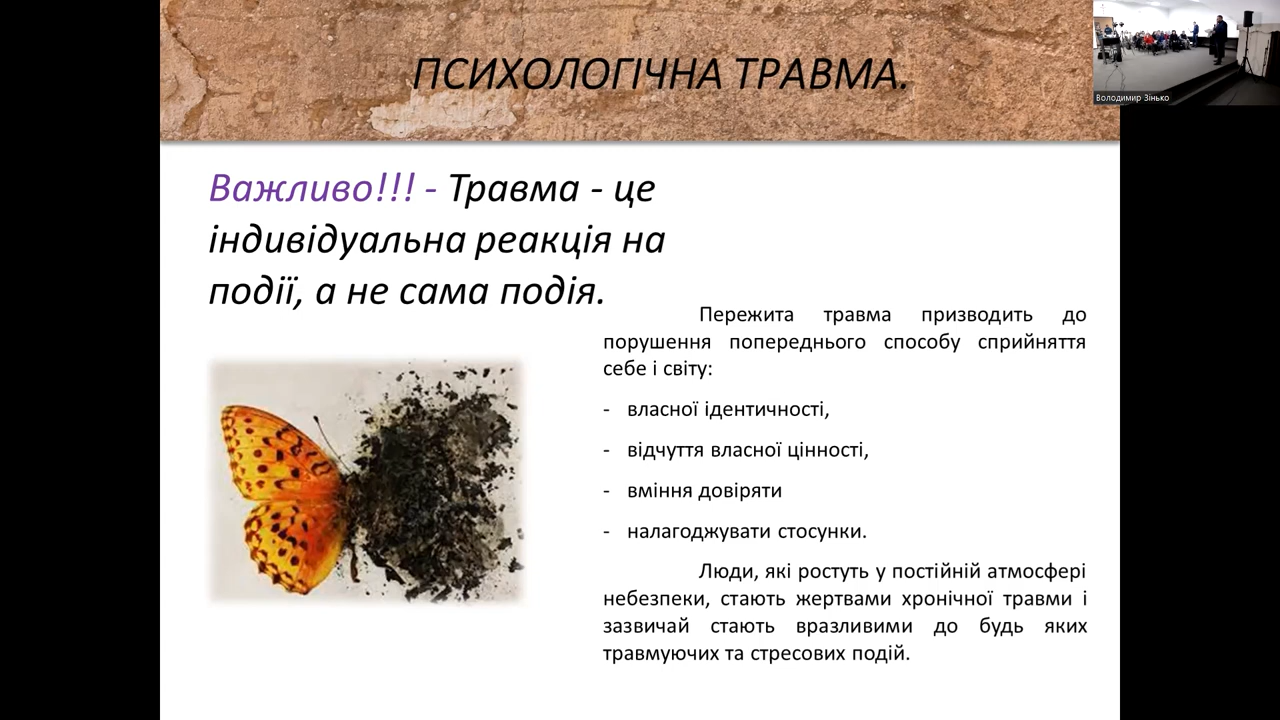 ПСИХОЛОГІЧНА ТРАВМА.
Володимир Зінько
Важливо!!! - Травма - це
індивідуальна реакція на
події, а не сама подія.
Пережита травма призводить до
порушення попереднього способу сприйняття
себе і світу:
- власної ідентичності,
- відчуття власної цінності,
- вміння довіряти
- налагоджувати стосунки.
Люди, які ростуть у постійній атмосфері
небезпеки, стають жертвами хронічної травми і
зазвичай стають вразливими до будь яких
травмуючих та стресових подій.